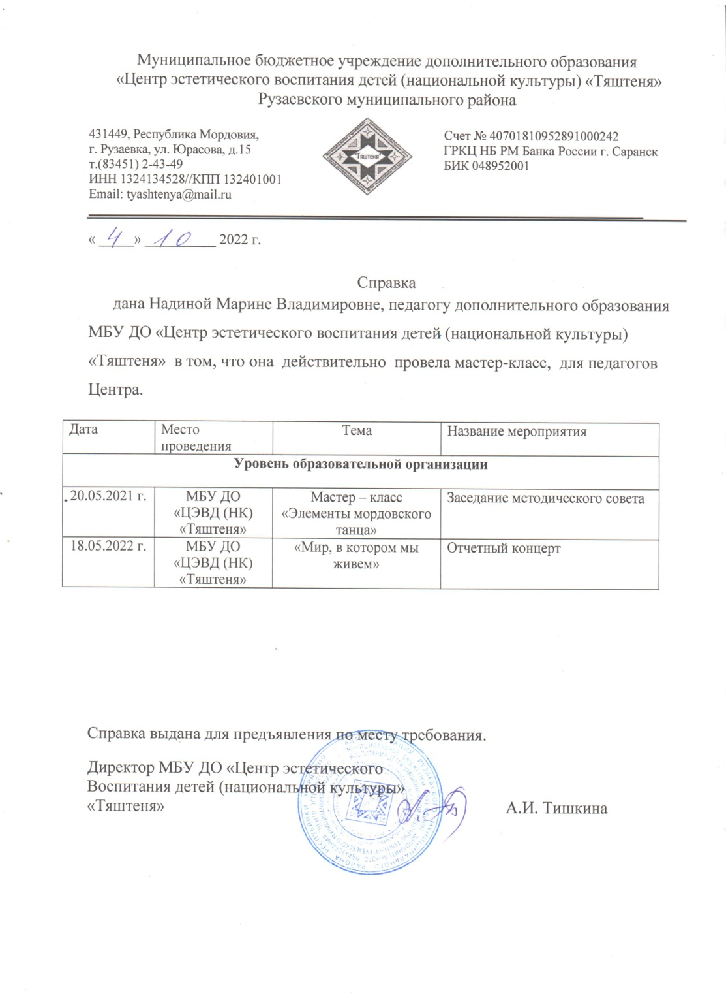 Муниципальное бюджетное учреждение дополнительного образования
«Центр эстетического воспитания детей (национальной культуры) «Тяштеня»
Рузаевского муниципального района
431449, Республика Мордовия,
г. Рузаевка, ул. Юрасова, д.15
т.(83451) 2-43-49
ИНН 1324134528//КПП 132401001
Email: tyashtenya@mail.ru
"Тяштеня"
Счет № 40701810952891000242
ГРКЦ НБ РМ Банка России г. Саранск
БИК 048952001
« 4 » 10 2022 г.
Справка
дана Надиной Марине Владимировне, педагогу дополнительного образования
МБУ ДО «Центр эстетического воспитания детей (национальной культуры)
«Тяштеня» в том, что она действительно провела мастер-класс, для педагогов
Центра.
Дата Место проведения Тема Название мероприятия
Уровень образовательной организации
20.05.2021 г. МБУ ДО «ЦЭВД (НК) «Тяштеня» Мастер – класс «Элементы мордовского танца» Заседание методического совета
18.05.2022 г. МБУ ДО «ЦЭВД (НК) «Тяштеня» «Мир, в котором мы живем» Отчетный концерт
Справка выдана для предъявления по месту требования.
Директор МБУ ДО «Центр эстетического
Воспитания детей (национальной культуры»
«Тяштеня» А.И. Тишкина